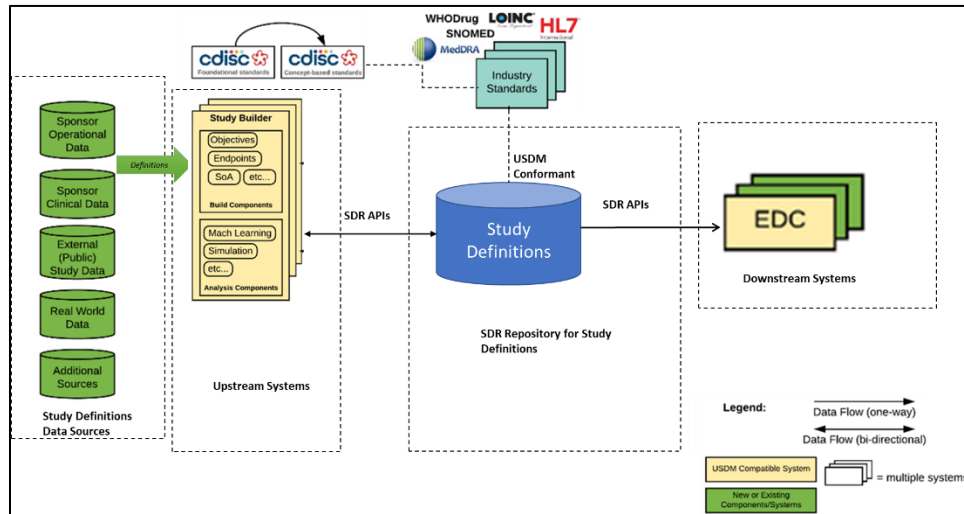 WHODrug
SNOMED
LOINC
HL7
International
MedDRA
cdisc
Foundational standards
cdisc
Concept-based standards
Industry
Standards
Sponsor
Operational
Data
Sponsor
Clinical Data
External
(Public)
Study Data
Real World
Data
Additional
Sources
Study Definitions
Data Sources
Definitions
Study Builder
Objectives
Endpoints
SoA
etc...
Build Components
Mach Learning
Simulation
etc...
Analysis Components
Upstream Systems
SDR APIs
USDM
Conformant
Study
Definitions
SDR Repository for Study
Definitions
SDR APIs
EDC
Downstream Systems
Legend:
Data Flow (one-way)
Data Flow (bi-directional)
USDM Compatible System
= multiple systems
New or Existing
Components/Systems